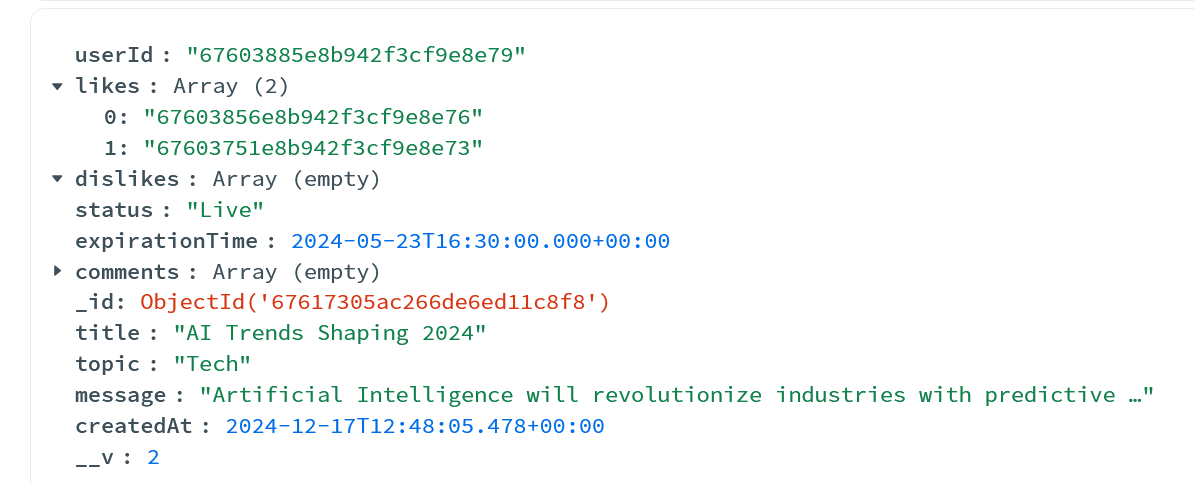 userId : "67603885e8b942f3cf9e8e79"
likes : Array (2)
0: "67603856e8b942f3cf9e8e76"
1: "67603751e8b942f3cf9e8e73"
dislikes : Array (empty)
status : "Live"
expirationTime : 2024-05-23T16:30:00.000+00:00
comments : Array (empty)
_id: ObjectId('67617305ac266de6ed11c8f8')
title : "AI Trends Shaping 2024"
topic : "Tech"
message : "Artificial Intelligence will revolutionize industries with predictive …"
createdAt : 2024-12-17T12:48:05.478+00:00
__v : 2